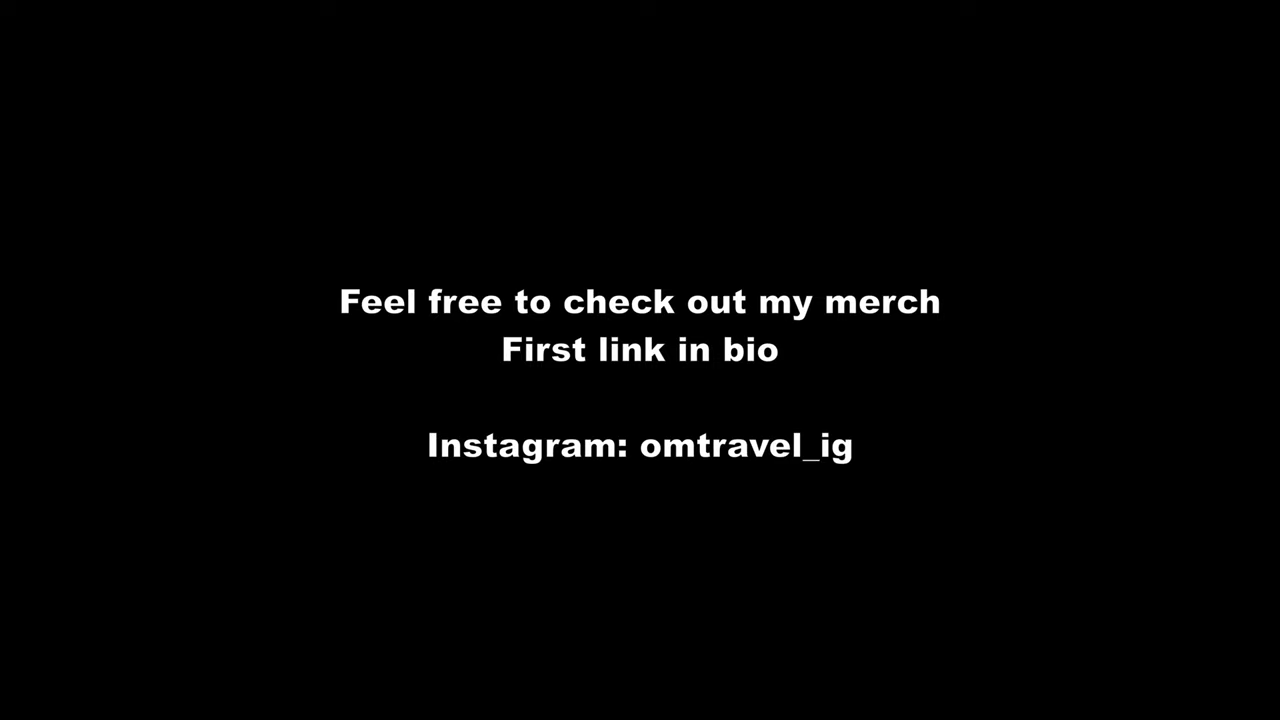 Feel free to check out my merch
First link in bio
Instagram: omtravel_ig